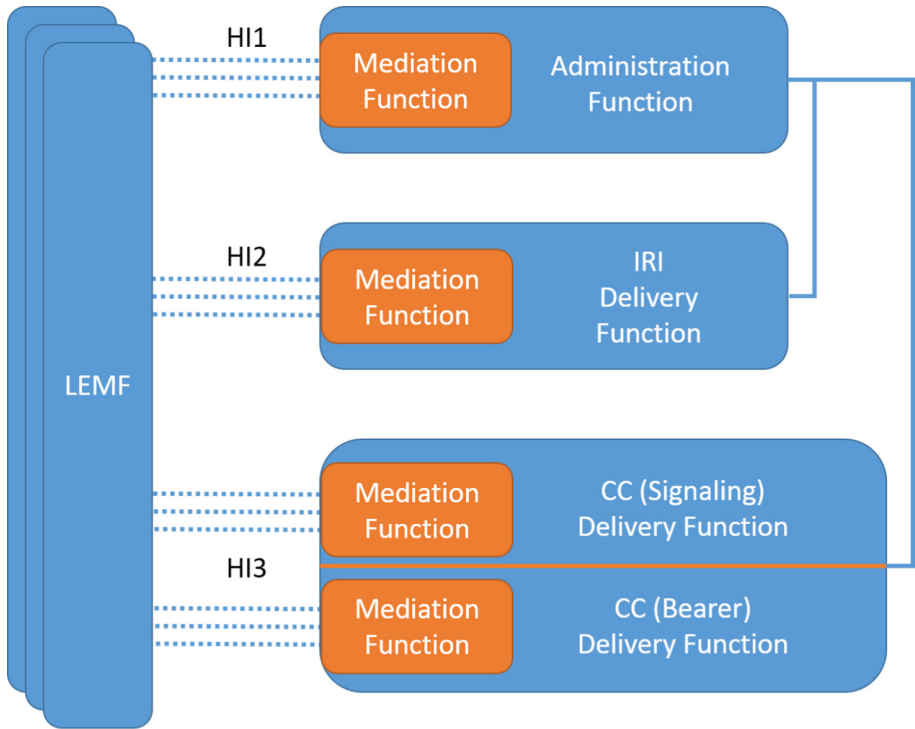 HI1
Mediation
Function
Administration
Function
HI2
Mediation
Function
IRI
Delivery
Function
LEMF
Mediation
Function
CC (Signaling)
Delivery Function
HI3
Mediation
Function
CC (Bearer)
Delivery Function